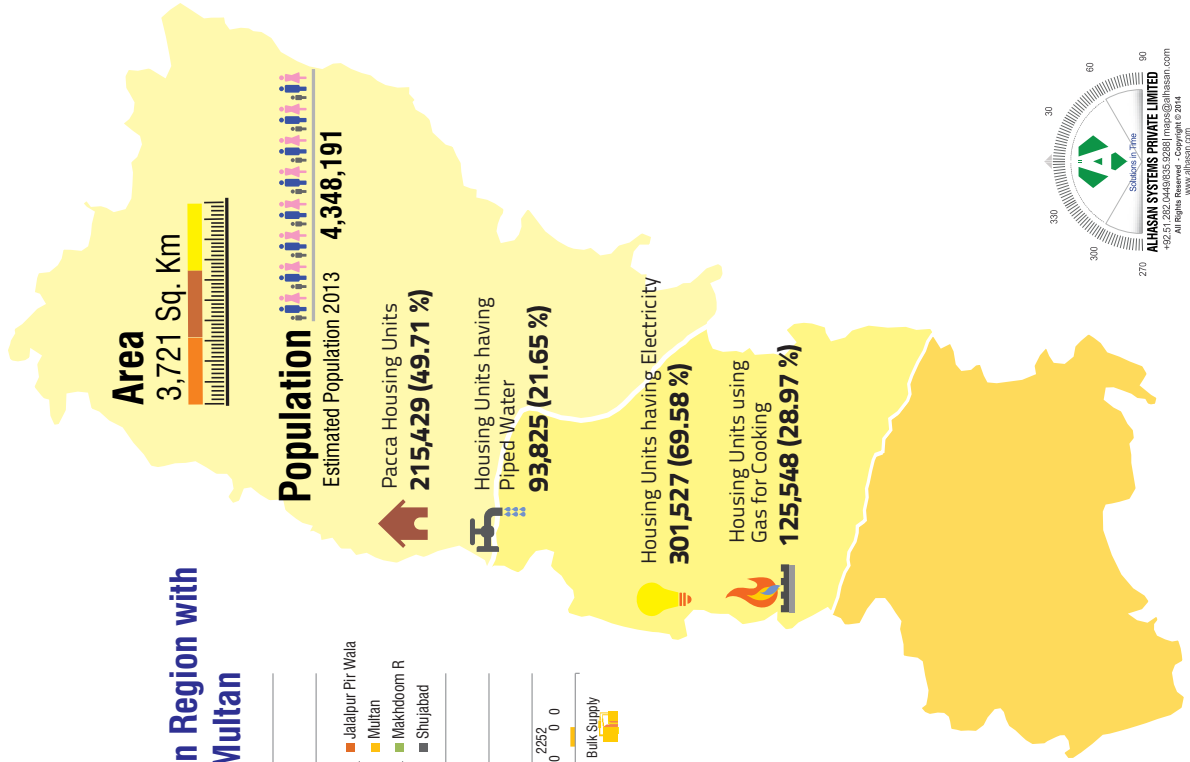 n Region with
Multan
Jalalpur Pir Wala
Multan
Makhdoom R
Shujabad
2252
0 0 0
Bulk Supply
Area
3,721 Sq. Km
Population
Estimated Population 2013 4,348,191
Pacca Housing Units
215,429 (49.71 %)
Housing Units having
Piped Water
93,825 (21.65 %)
Housing Units having Electricity
301,527 (69.58 %)
Housing Units using
Gas for Cooking
125,548 (28.97 %)
270
300
330
30
60
90
A
Solutions in Time
ALHASAN SYSTEMS PRIVATE LIMITED
+92.51.282.0449/835.9288| maps@alhasan.com
All Rights Reserved - Copyright © 2014
www.alhasan.com